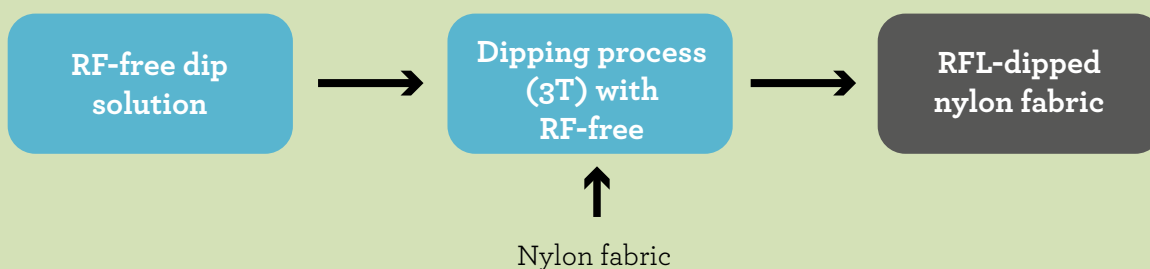 RF-free dip
solution
Dipping process
(3T) with
RF-free
RFL-dipped
nylon fabric
Nylon fabric